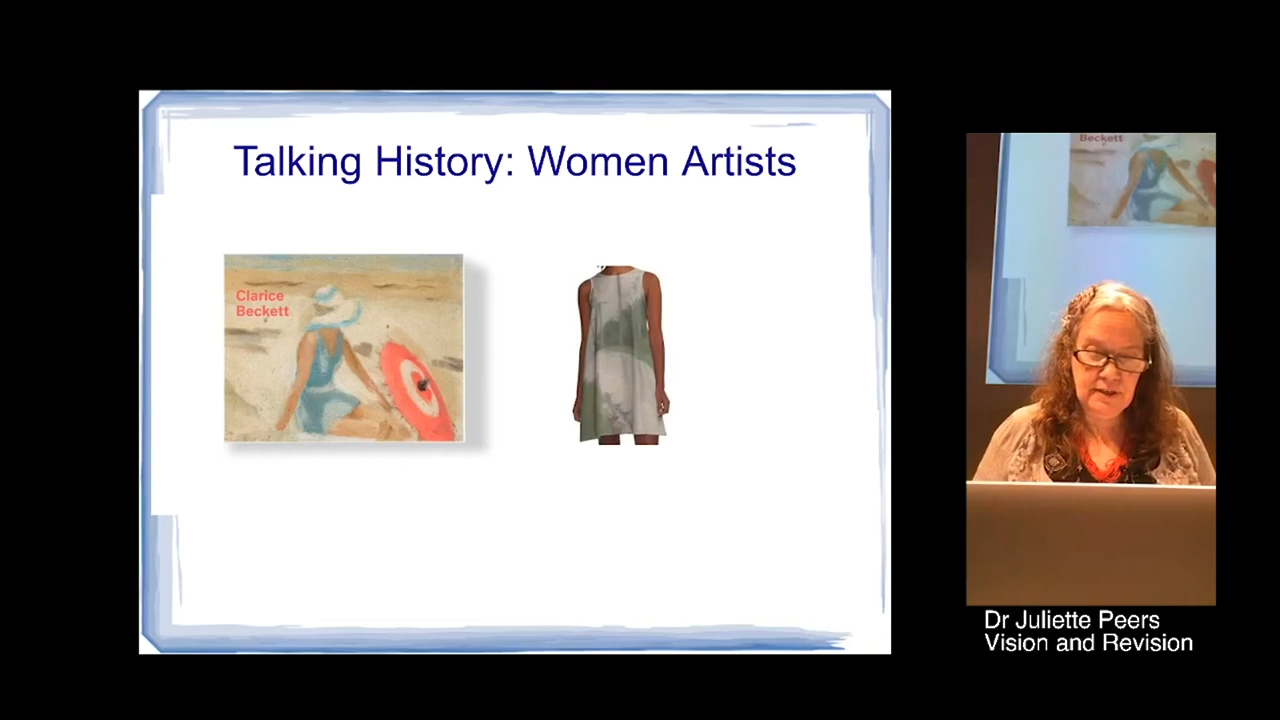 Talking History: Women Artists
Clarice
Beckett
Beckett
Dr Juliette Peers
Vision and Revision